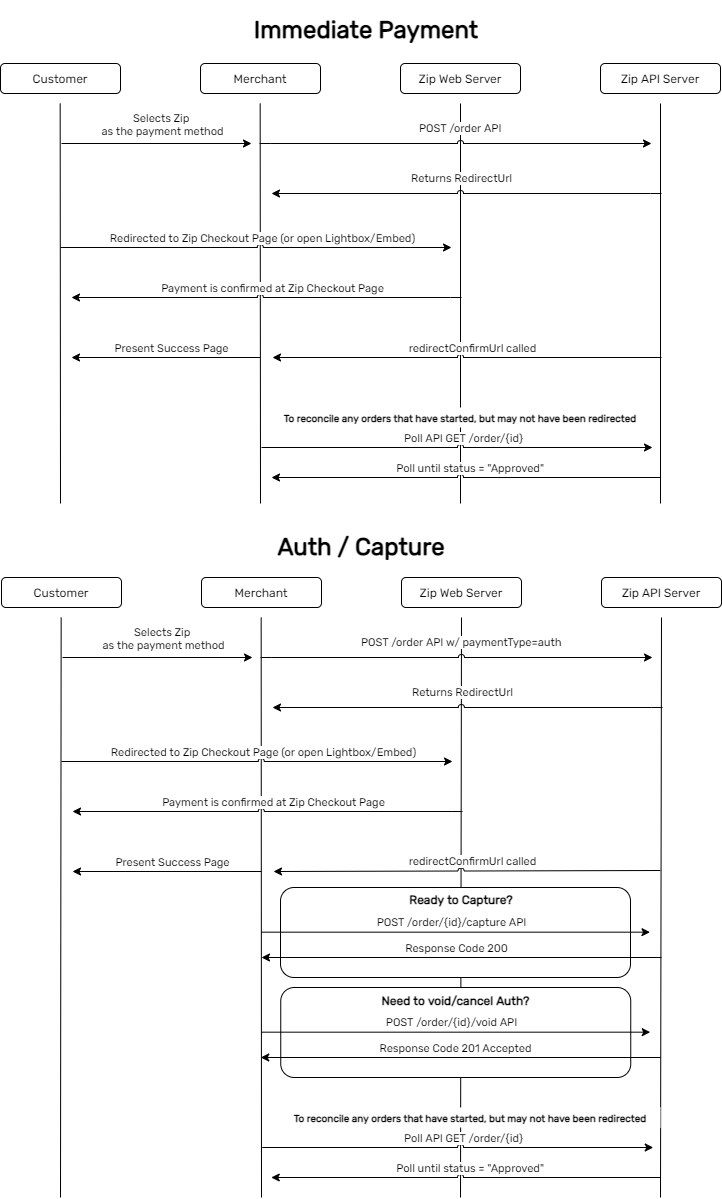 Immediate Payment
Customer
Merchant
Zip Web Server
Zip API Server
Selects Zip
as the payment method
POST /order API
Returns RedirectUrl
Redirected to Zip Checkout Page (or open Lightbox/Embed)
Payment is confirmed at Zip Checkout Page
Present Success Page
redirectConfirmUrl called
To reconcile any orders that have started, but may not have been redirected
Poll API GET /order/{id}
Poll until status = "Approved"
Auth / Capture
Customer
Merchant
Zip Web Server
Zip API Server
Selects Zip
as the payment method
POST /order API w/ paymentType=auth
Returns RedirectUrl
Redirected to Zip Checkout Page (or open Lightbox/Embed)
Payment is confirmed at Zip Checkout Page
Present Success Page
redirectConfirmUrl called
Ready to Capture?
POST /order/{id}/capture API
Response Code 200
Need to void/cancel Auth?
POST /order/{id}/void API
Response Code 201 Accepted
To reconcile any orders that have started, but may not have been redirected
Poll API GET /order/{id}
Poll until status = "Approved"